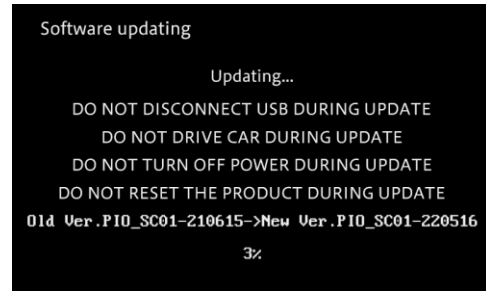 Software updating
Updating...
DO NOT DISCONNECT USB DURING UPDATE
DO NOT DRIVE CAR DURING UPDATE
DO NOT TURN OFF POWER DURING UPDATE
DO NOT RESET THE PRODUCT DURING UPDATE
Old Ver.PIO_SC01-210615->New Ver.PIO_SC01-220516
3%